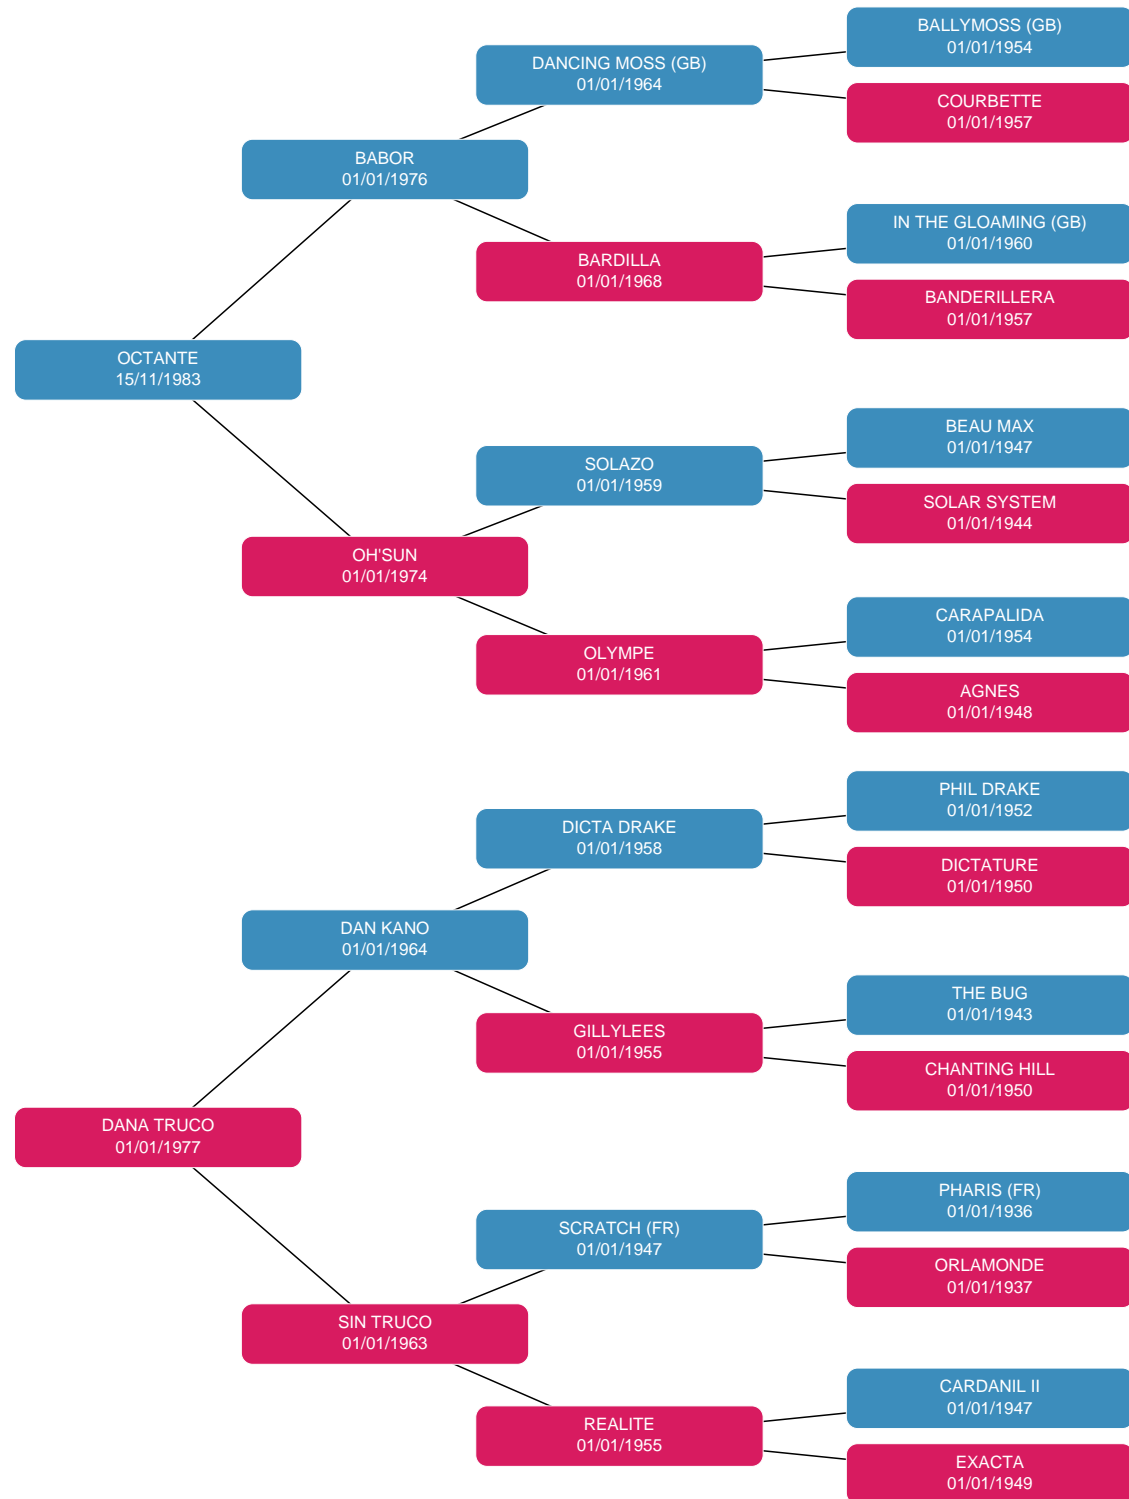 BALLYMOSS (GB)
01/01/1954
DANCING MOSS (GB)
01/01/1964
COURBETTE
01/01/1957
BABOR
01/01/1976
IN THE GLOAMING (GB)
01/01/1960
BARDILLA
01/01/1968
BANDERILLERA
01/01/1957
OCTANTE
15/11/1983
BEAU MAX
01/01/1947
SOLAZO
01/01/1959
SOLAR SYSTEM
01/01/1944
OH'SUN
01/01/1974
CARAPALIDA
01/01/1954
OLYMPE
01/01/1961
AGNES
01/01/1948
PHIL DRAKE
01/01/1952
DICTA DRAKE
01/01/1958
DICTATURE
01/01/1950
DAN KANO
01/01/1964
THE BUG
01/01/1943
GILLYLEES
01/01/1955
CHANTING HILL
01/01/1950
DANA TRUCO
01/01/1977
PHARIS (FR)
01/01/1936
SCRATCH (FR)
01/01/1947
ORLAMONDE
01/01/1937
SIN TRUCO
01/01/1963
CARDANIL II
01/01/1947
REALITE
01/01/1955
EXACTA
01/01/1949